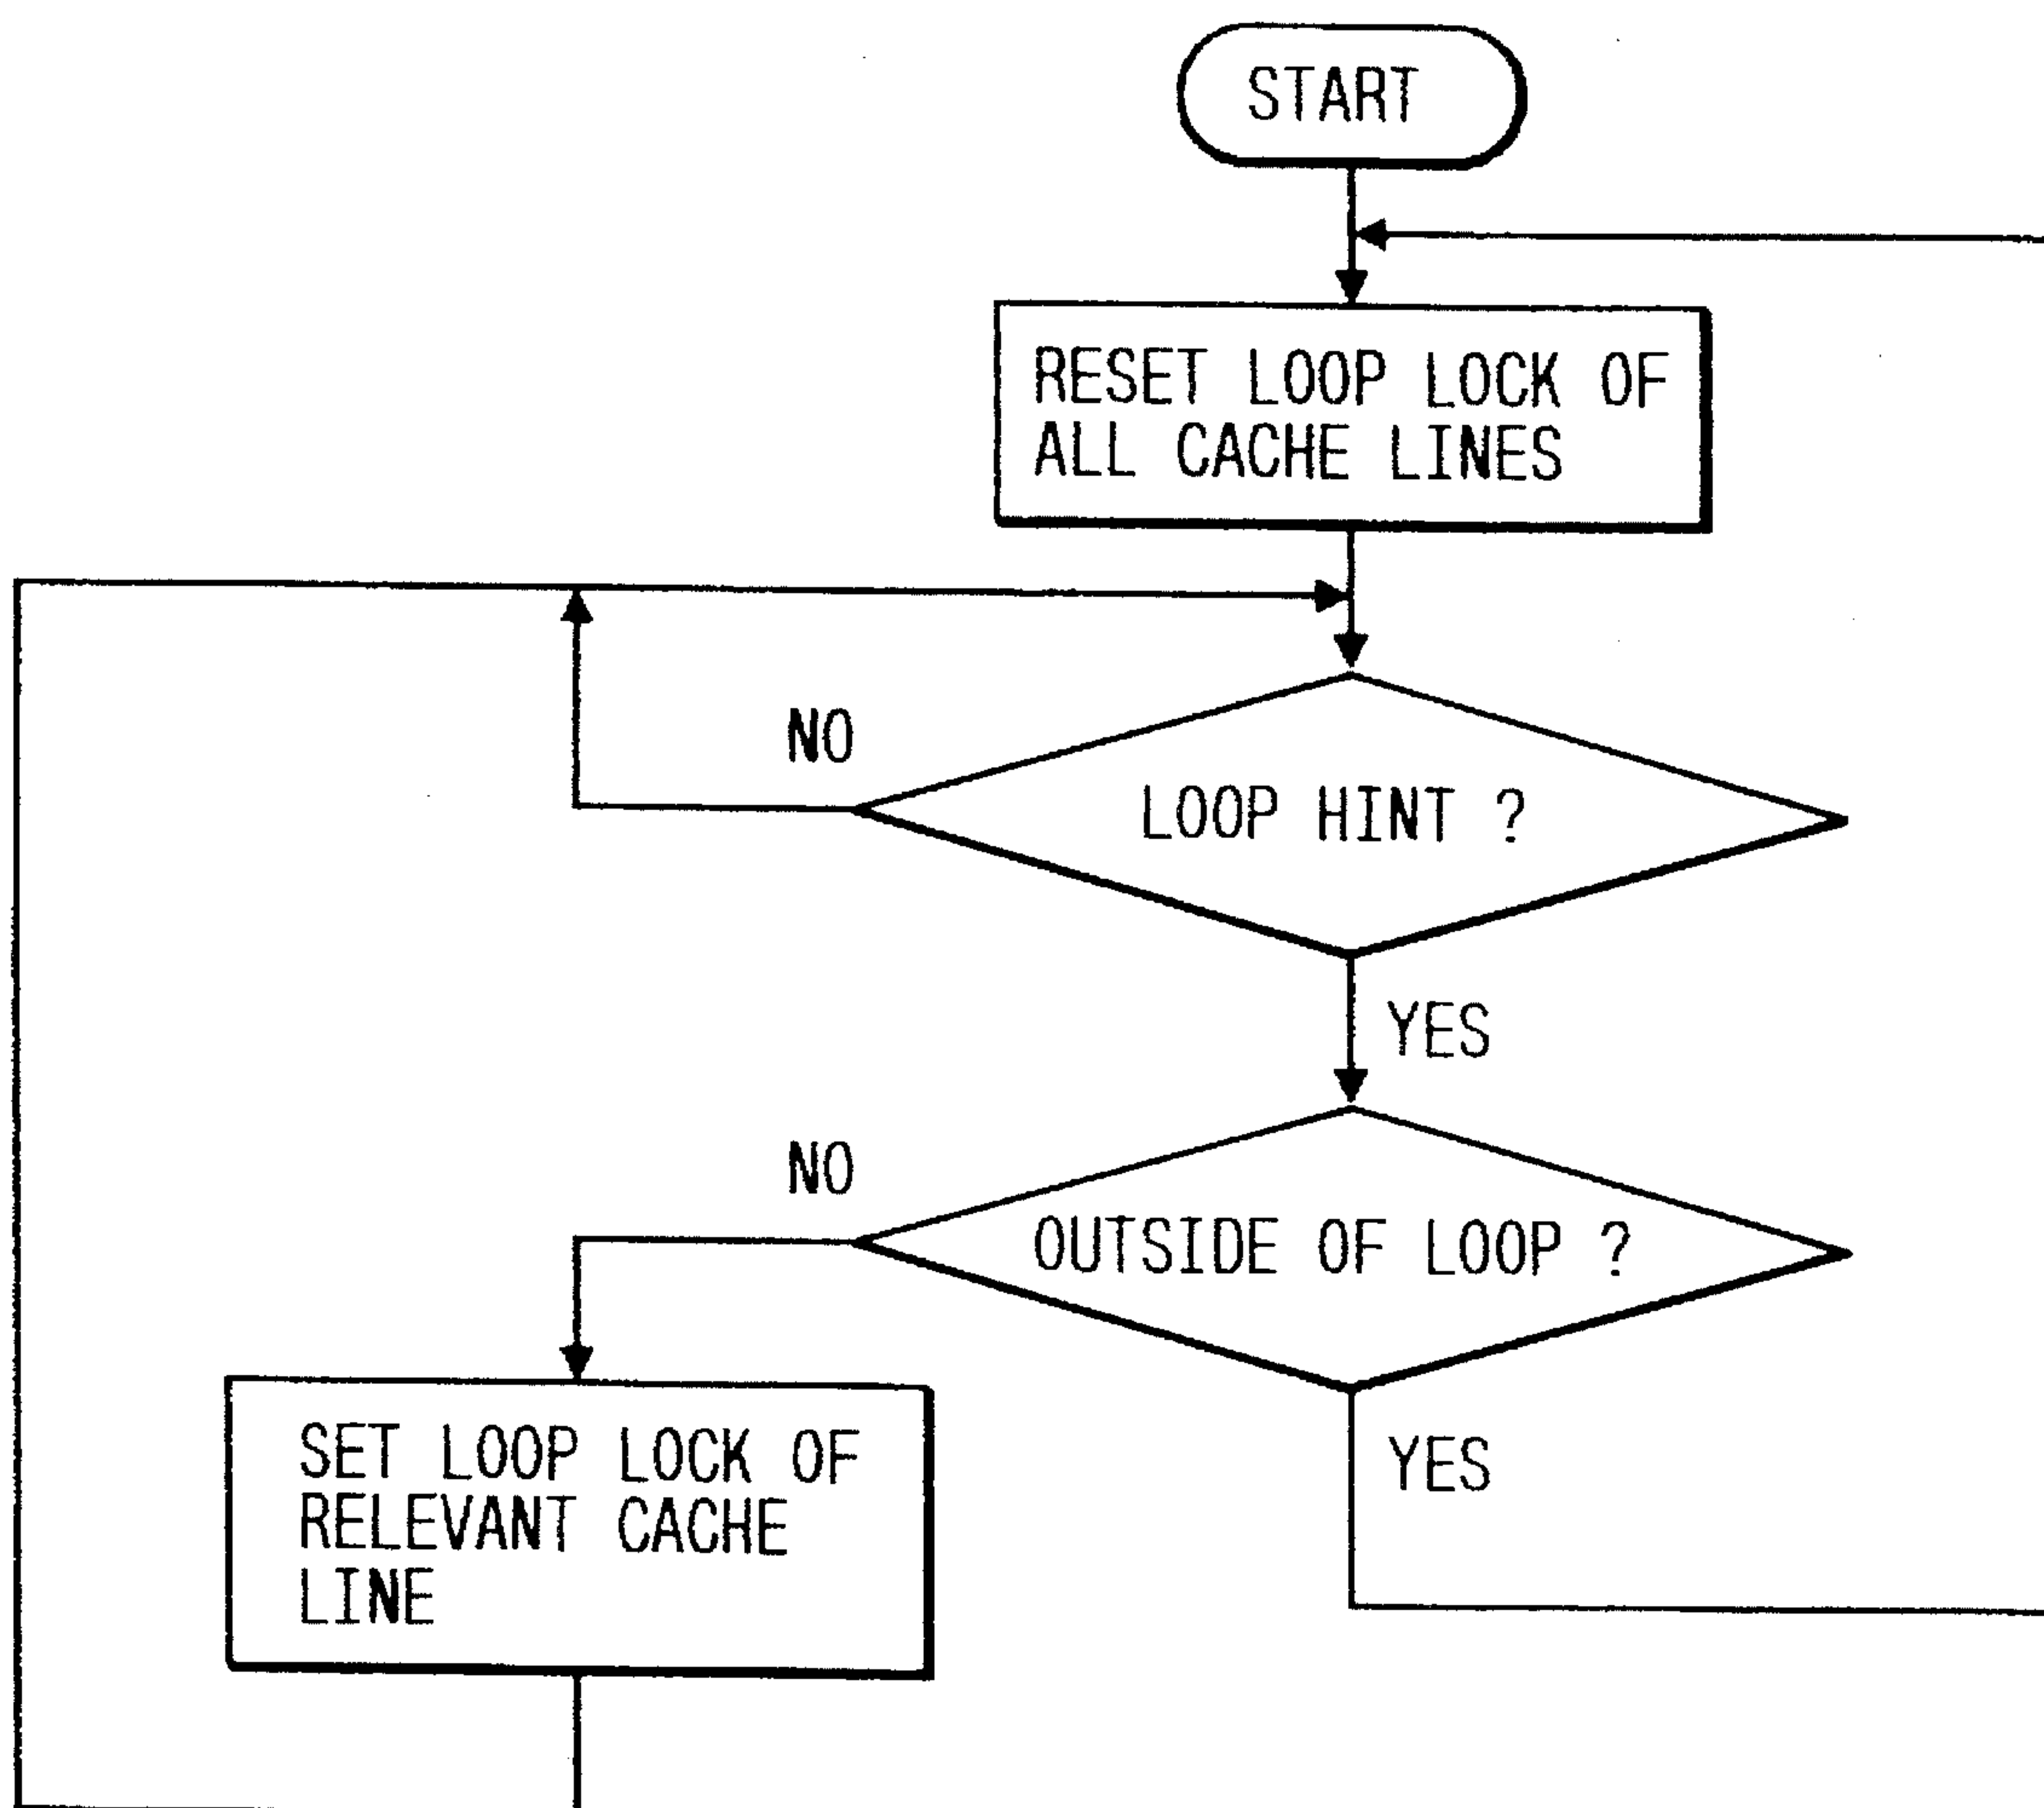 START
RESET LOOP LOCK OF
ALL CACHE LINES
NO
LOOP HINT ?
YES
NO
OUTSIDE OF LOOP ?
YES
SET LOOP LOCK OF
RELEVANT CACHE
LINE